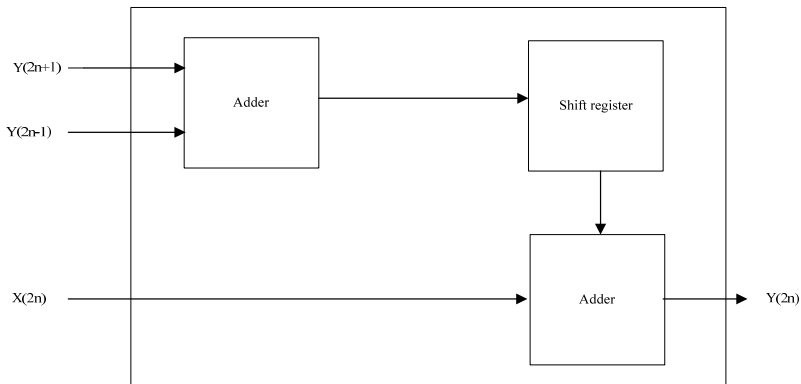 Y(2n+1)
Adder
Shift register
Y(2n-1)
X(2n)
Adder
Y(2n)